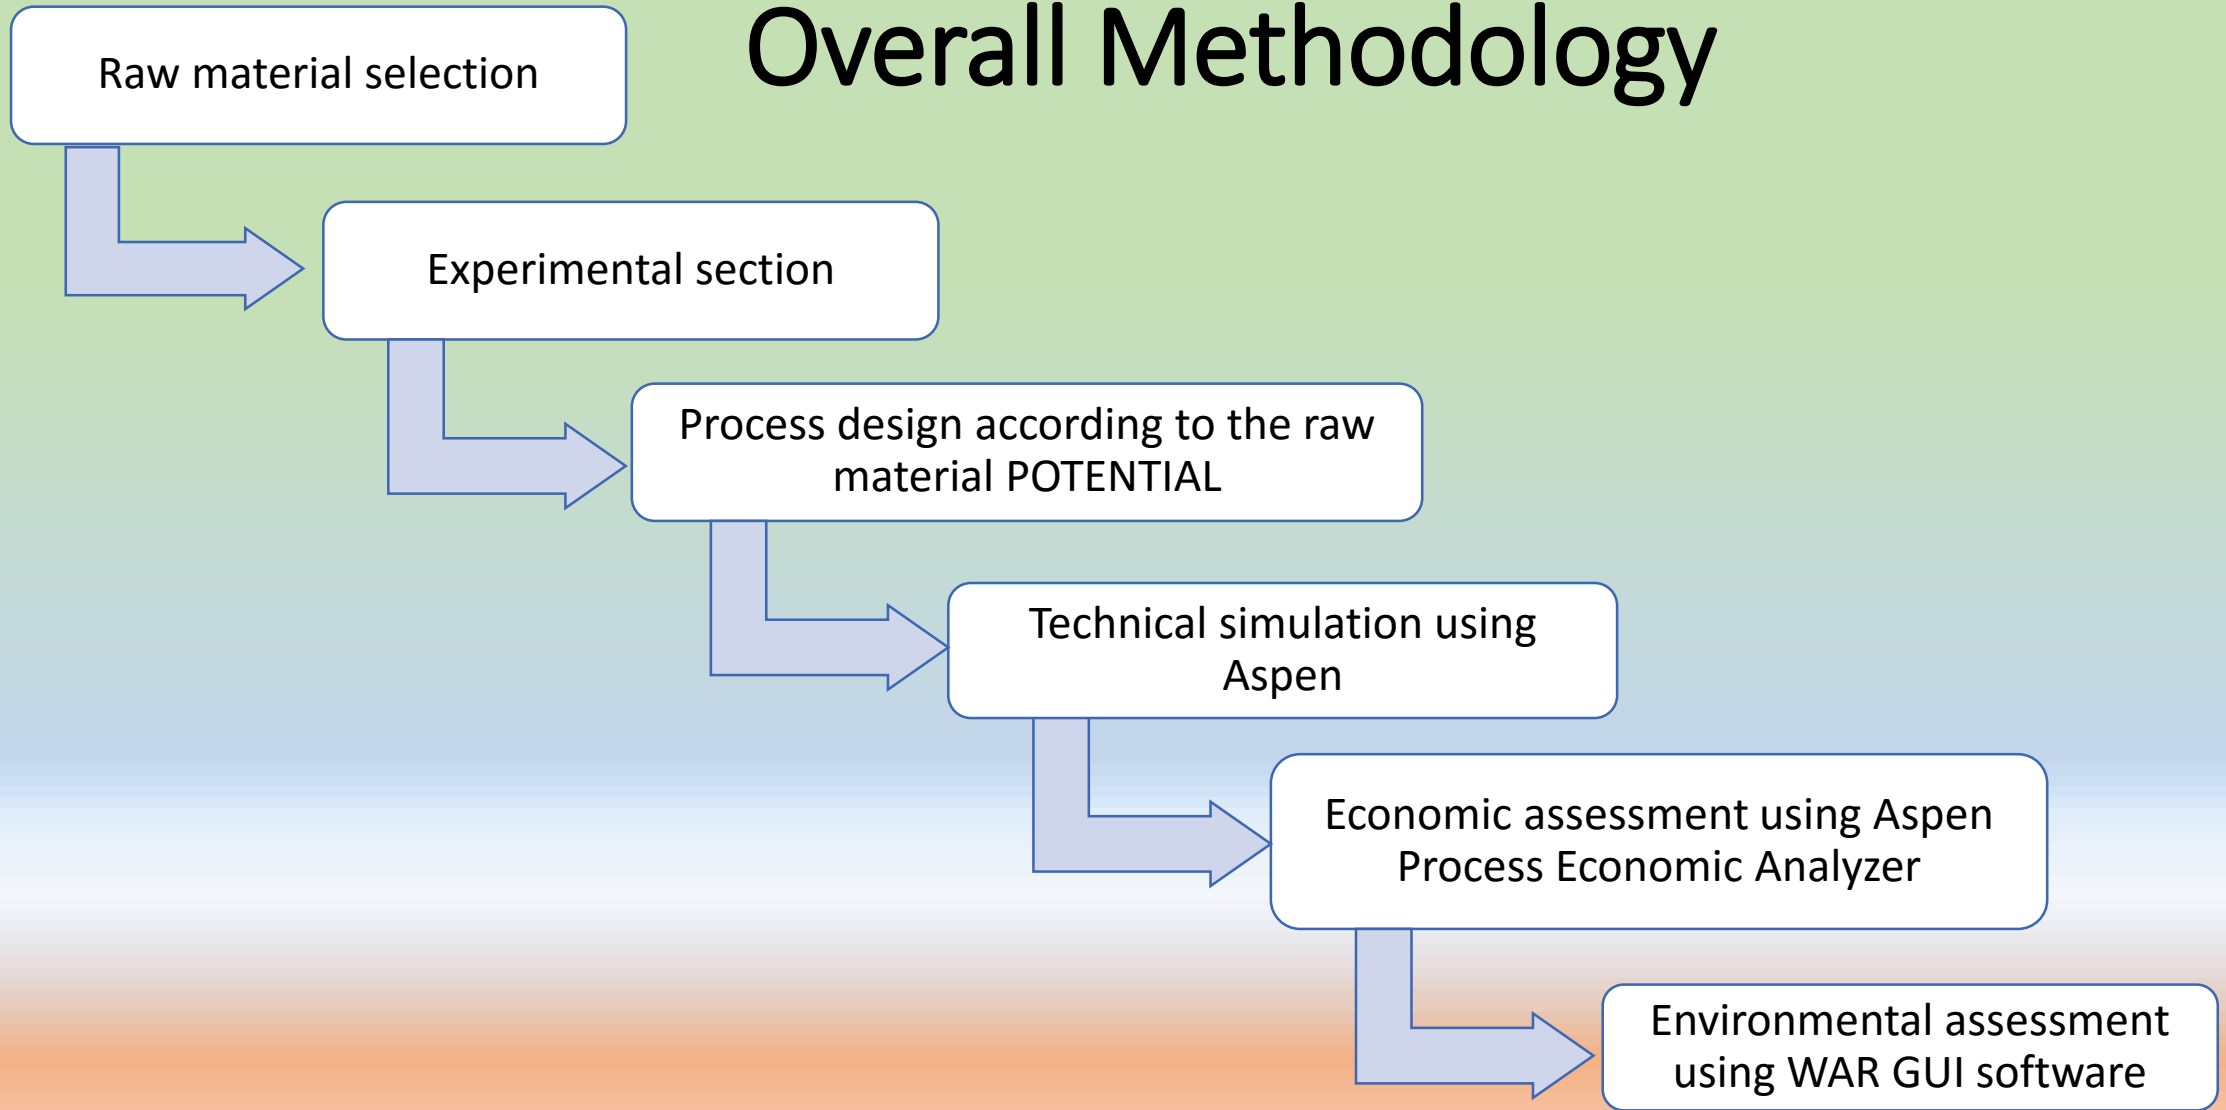 Overall Methodology
Raw material selection
Experimental section
Process design according to the raw
material POTENTIAL
Technical simulation using
Aspen
Economic assessment using Aspen
Process Economic Analyzer
Environmental assessment
using WAR GUI software